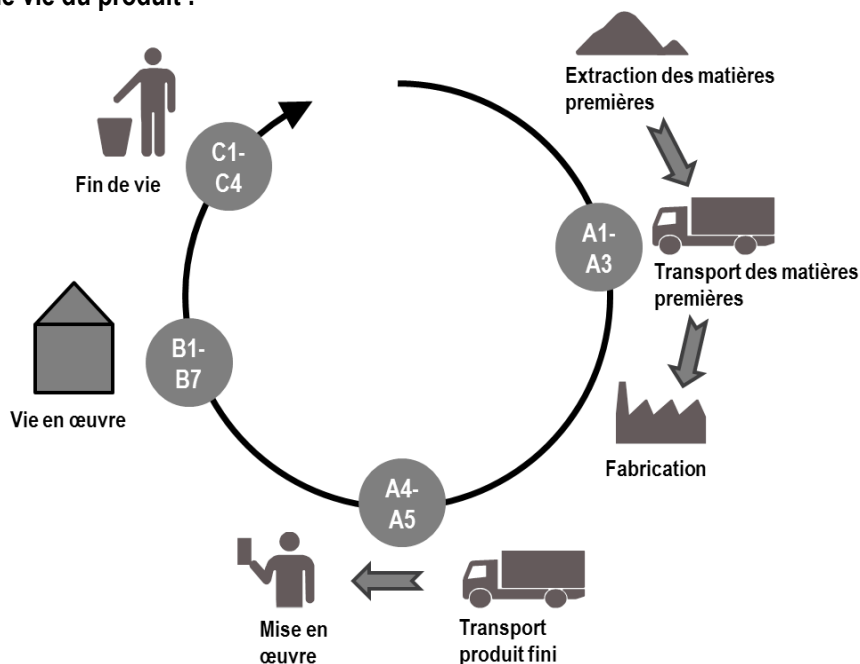 le vie du produit :
Extraction des matières
premières
A1-
A3
Transport des matières
premières
Fabrication
A4-
A5
Transport
produit fini
Mise en
œuvre
B1-
B7
Vie en œuvre
C1-
C4
Fin de vie